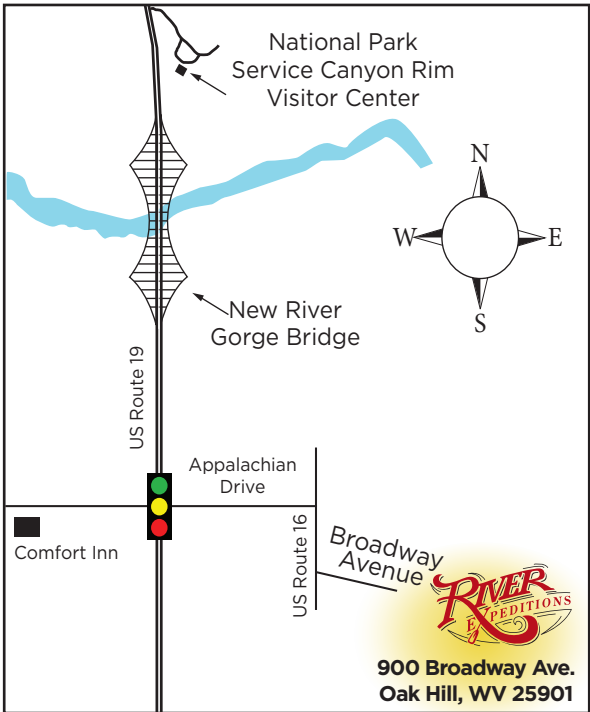 National Park
Service Canyon Rim
Visitor Center
N
W
E
S
New River
Gorge Bridge
US Route 19
Appalachian
Drive
Comfort Inn
US Route 16
Broadway
Avenue
RIVER
EXPEDITIONS
900 Broadway Ave.
Oak Hill, WV 25901